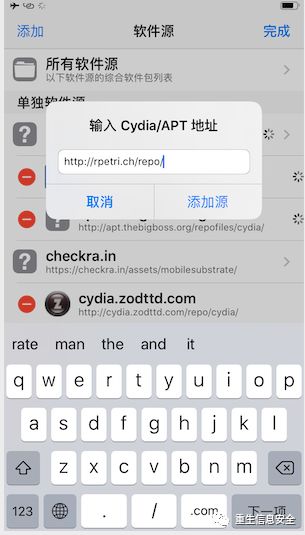 添加 软件源 完成
所有软件源
以下软件源的综合软件包列表
单独软件源
输入 Cydia/APT 地址
http://rpetri.ch/repo/
取消 添加源
http://apt.thebigboss.org/repofiles/cydia/
checkra.in
https://checkra.in/assets/mobilesubstrate/
cydia.zodttd.com
http://cydia.zodttd.com/repo/cydia/
rate man the and it
q w e r t y u i o p
a s d f g h j k l
z x c v b n m
123 . / .com 下一项
重生信息安全